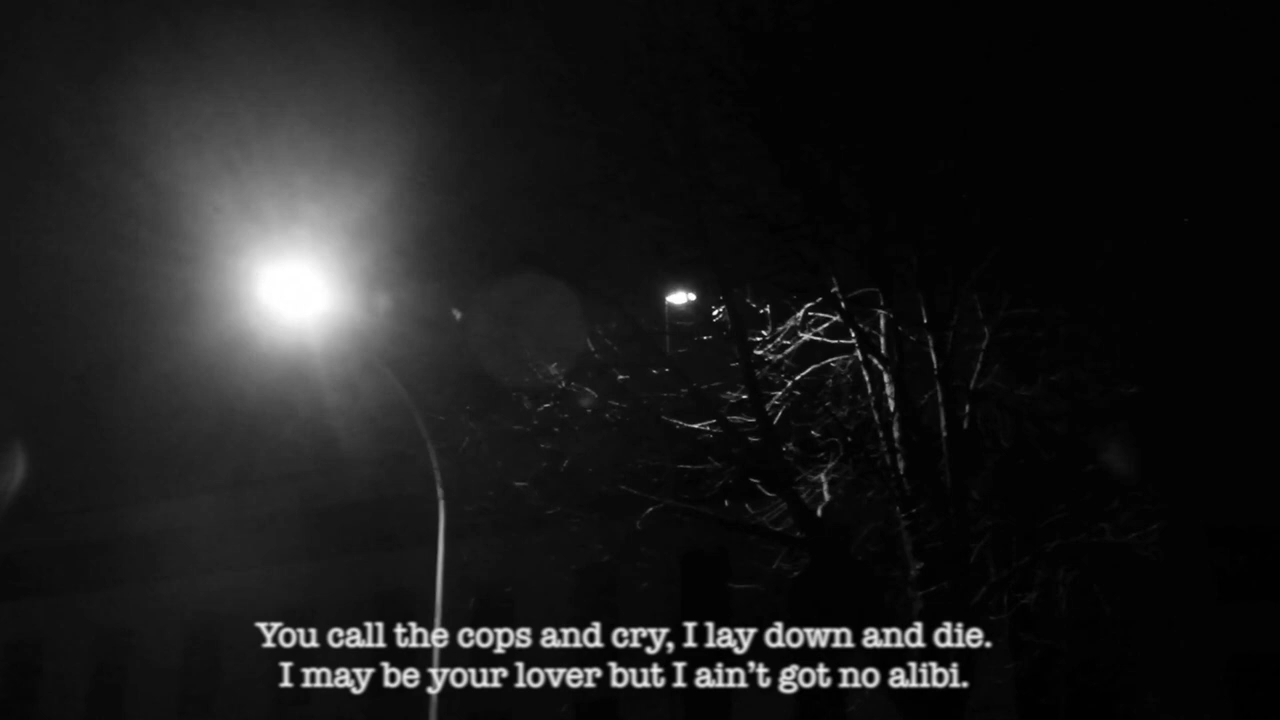 You call the cops and cry, I lay down and die.
I may be your lover but I ain't got no alibi.